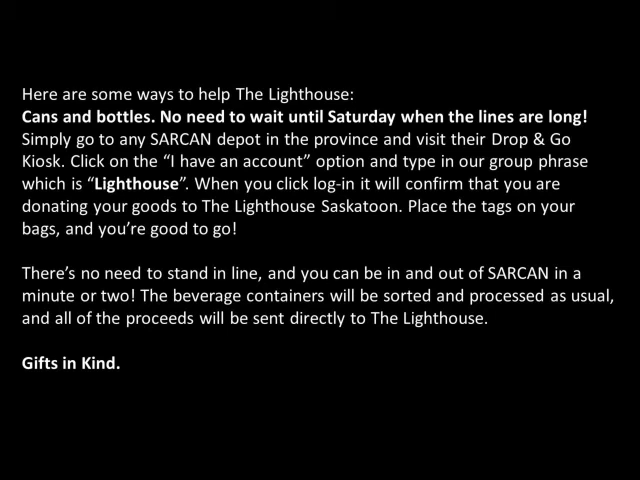 Here are some ways to help The Lighthouse:
Cans and bottles. No need to wait until Saturday when the lines are long!
Simply go to any SARCAN depot in the province and visit their Drop & Go
Kiosk. Click on the “I have an account” option and type in our group phrase
which is “Lighthouse”. When you click log-in it will confirm that you are
donating your goods to The Lighthouse Saskatoon. Place the tags on your
bags, and you’re good to go!
There’s no need to stand in line, and you can be in and out of SARCAN in a
minute or two! The beverage containers will be sorted and processed as usual,
and all of the proceeds will be sent directly to The Lighthouse.
Gifts in Kind.